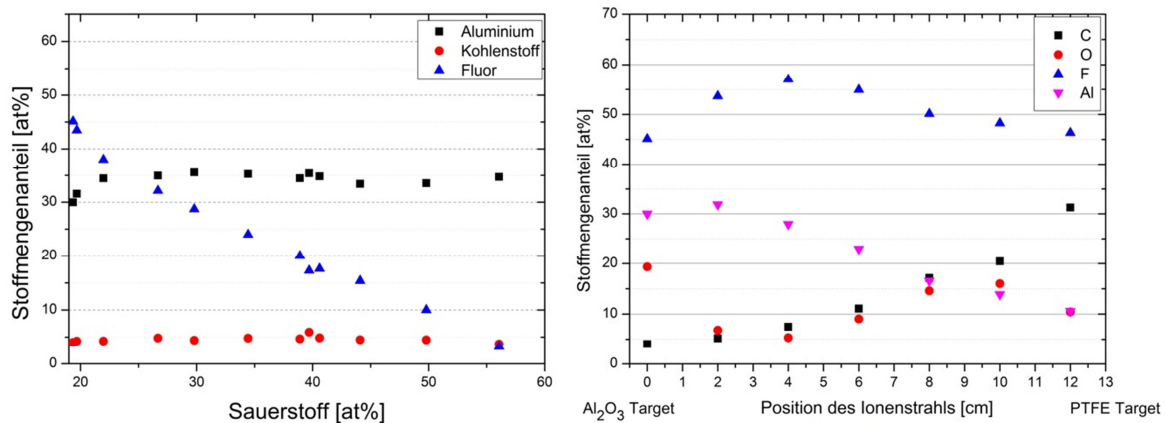 Stoffmengenanteil [at%]
60
50
40
30
20
10
0
Aluminium
Kohlenstoff
Fluor
20 30 40 50 60
Sauerstoff [at%]
Stoffmengenanteil [at%]
70
60
50
40
30
20
10
0
C
O
F
Al
0 1 2 3 4 5 6 7 8 9 10 11 12 13
Al2O3 Target Position des Ionenstrahls [cm] PTFE Target